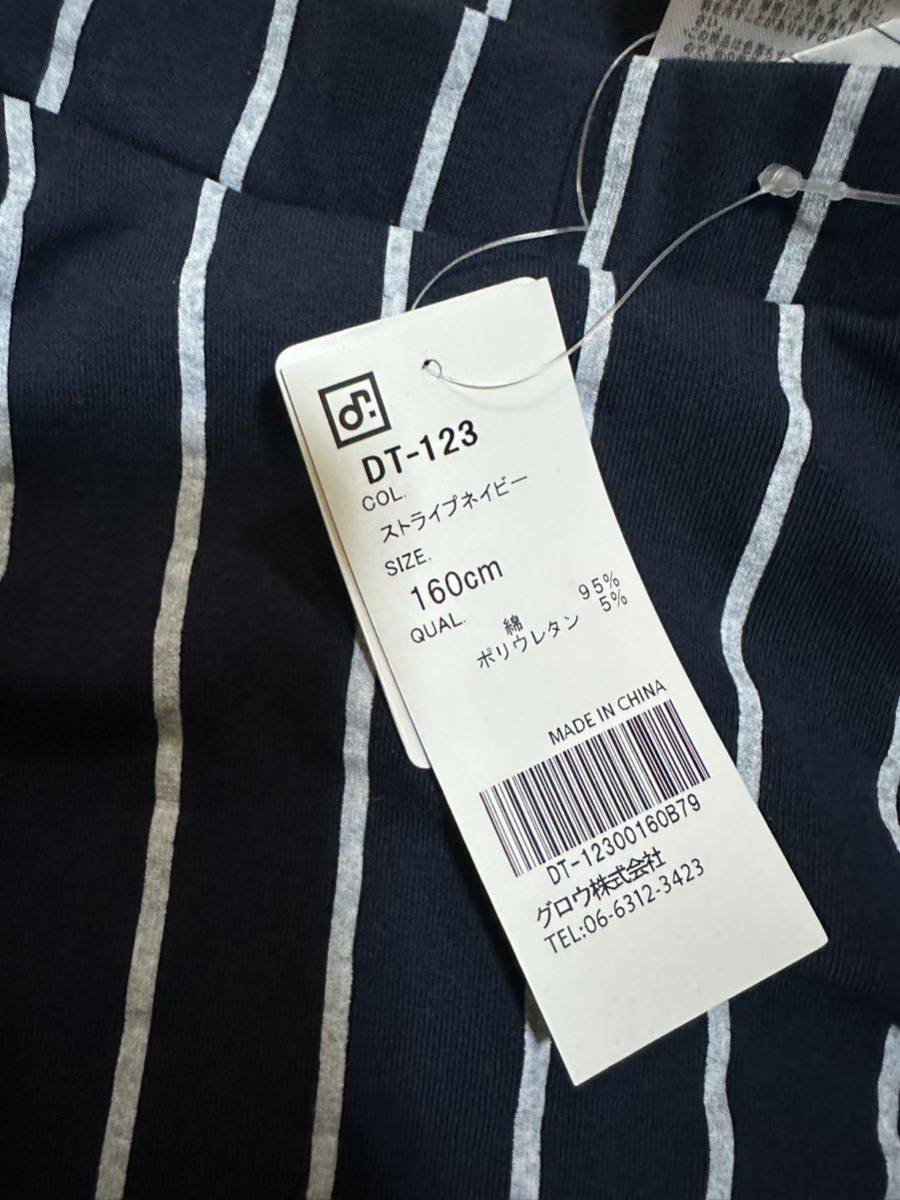 DT-123
COL.
ストライプネイビー
SIZE.
160cm
QUAL.
綿 95%
ポリウレタン 5%
MADE IN CHINA
DT-12300160B79
グロウ株式会社
TEL:06-6312-3423